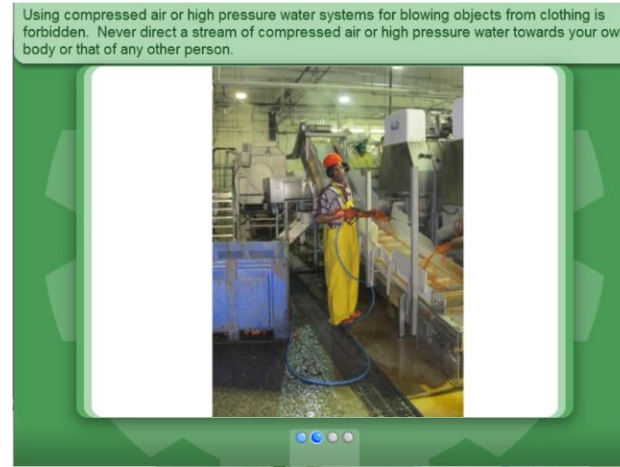 Using compressed air or high pressure water systems for blowing objects from clothing is
forbidden.  Never direct a stream of compressed air or high pressure water towards your ow
body or that of any other person.